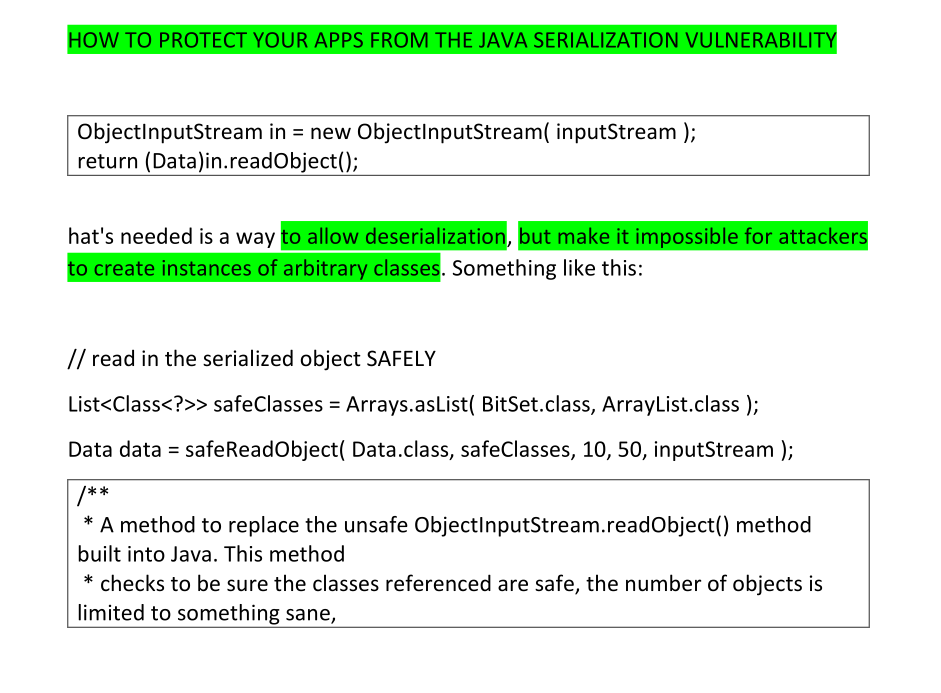 HOW TO PROTECT YOUR APPS FROM THE JAVA SERIALIZATION VULNERABILITY
ObjectInputStream in = new ObjectInputStream( inputStream );
return (Data)in.readObject();
hat's needed is a way to allow deserialization, but make it impossible for attackers
to create instances of arbitrary classes. Something like this:
// read in the serialized object SAFELY
List<Class<?>> safeClasses = Arrays.asList( BitSet.class, ArrayList.class );
Data data = safeReadObject( Data.class, safeClasses, 10, 50, inputStream );
/**
* A method to replace the unsafe ObjectInputStream.readObject() method
built into Java. This method
* checks to be sure the classes referenced are safe, the number of objects is
limited to something sane,